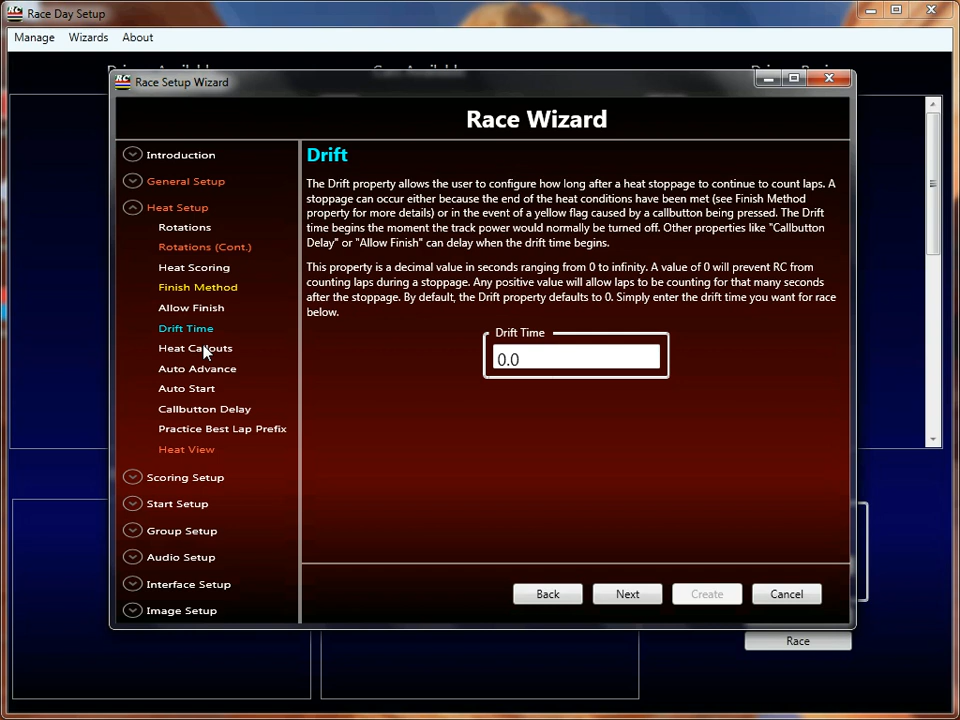 Race Day Setup
Manage Wizards About
Race Setup Wizard
Race Wizard
Introduction
General Setup
Heat Setup
Rotations
Rotations (Cont.)
Heat Scoring
Finish Method
Allow Finish
Drift Time
Heat Callouts
Auto Advance
Auto Start
Callbutton Delay
Practice Best Lap Prefix
Heat View
Scoring Setup
Start Setup
Group Setup
Audio Setup
Interface Setup
Image Setup
Drift
The Drift property allows the user to configure how long after a heat stoppage to continue to count laps. A
stoppage can occur either because the end of the heat conditions have been met (see Finish Method
property for more details) or in the event of a yellow flag caused by a callbutton being pressed. The Drift
time begins the moment the track power would normally be turned off. Other properties like "Callbutton
Delay" or "Allow Finish" can delay when the drift time begins.
This property is a decimal value in seconds ranging from 0 to infinity. A value of 0 will prevent RC from
counting laps during a stoppage. Any positive value will allow laps to be counting for that many seconds
after the stoppage. By default, the Drift property defaults to 0. Simply enter the drift time you want for race
below.
Drift Time
0.0
Back Next Create Cancel
Race